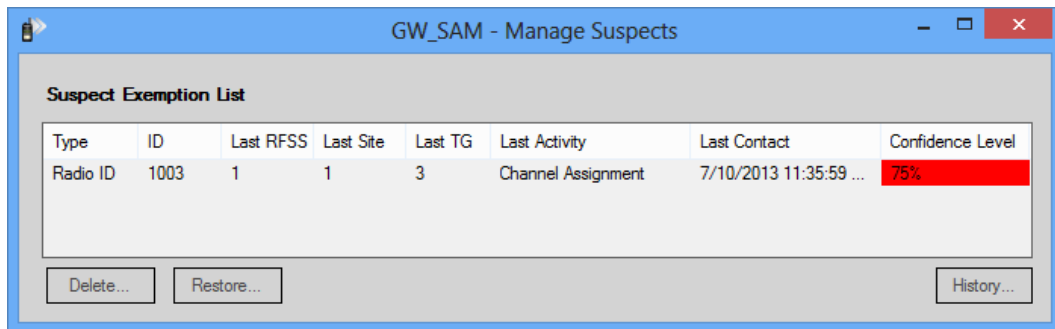 GW_SAM - Manage Suspects
Suspect Exemption List
Type ID Last RFSS Last Site Last TG Last Activity Last Contact Confidence Level
Radio ID 1003 1 1 3 Channel Assignment 7/10/2013 11:35:59 ... 75%
Delete... Restore... History...